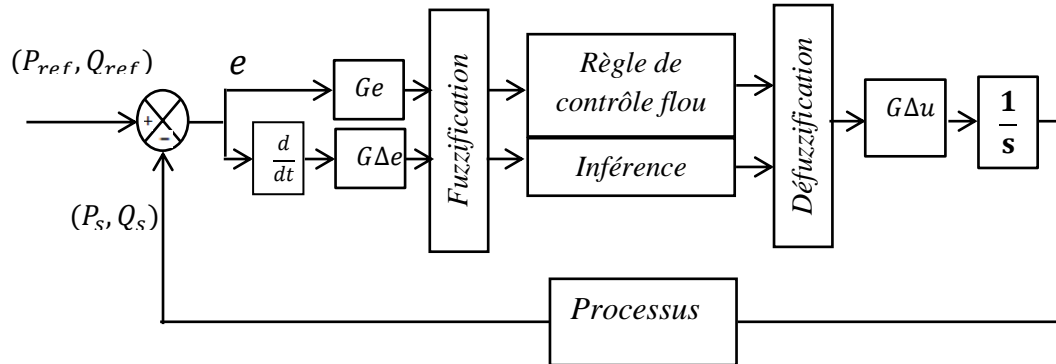 (P_ref, Q_ref)
e
+
−
Ge
d/dt
GΔe
Fuzzification
Règle de
contrôle flou
Inférence
Défuzzification
GΔu
1/s
(P_s, Q_s)
Processus